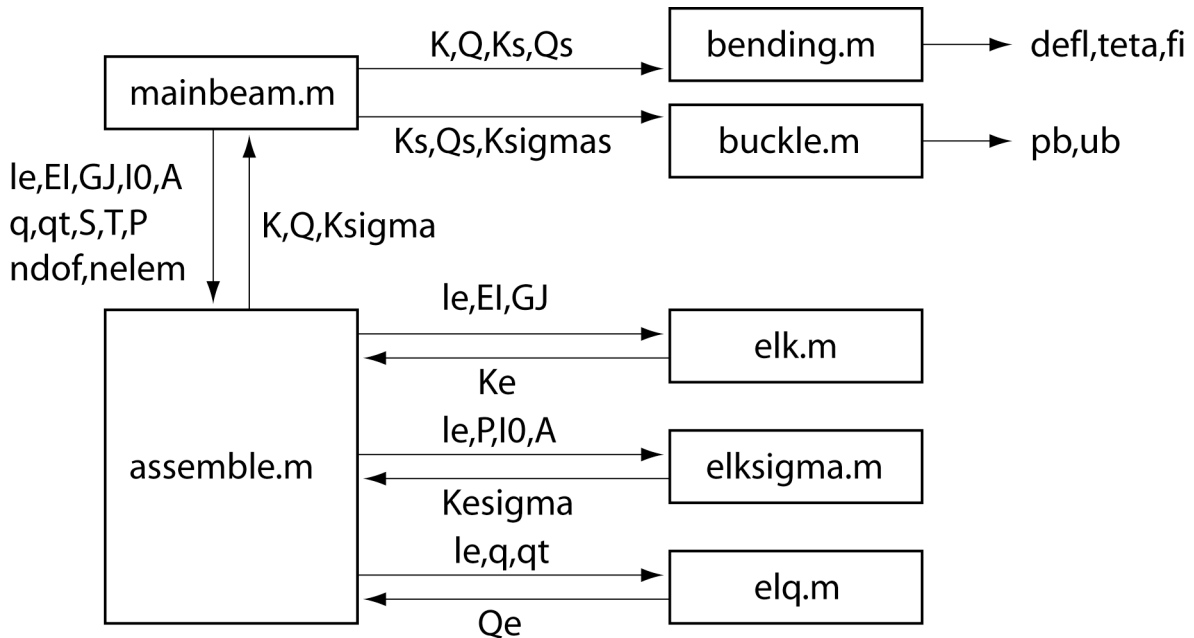 K,Q,Ks,Qs
bending.m
defl,teta,fi
mainbeam.m
Ks,Qs,Ksigmas
buckle.m
pb,ub
le,EI,GJ,I0,A
q,qt,S,T,P
ndof,nelem
K,Q,Ksigma
le,EI,GJ
elk.m
Ke
le,P,I0,A
assemble.m
elksigma.m
Kesigma
le,q,qt
elq.m
Qe